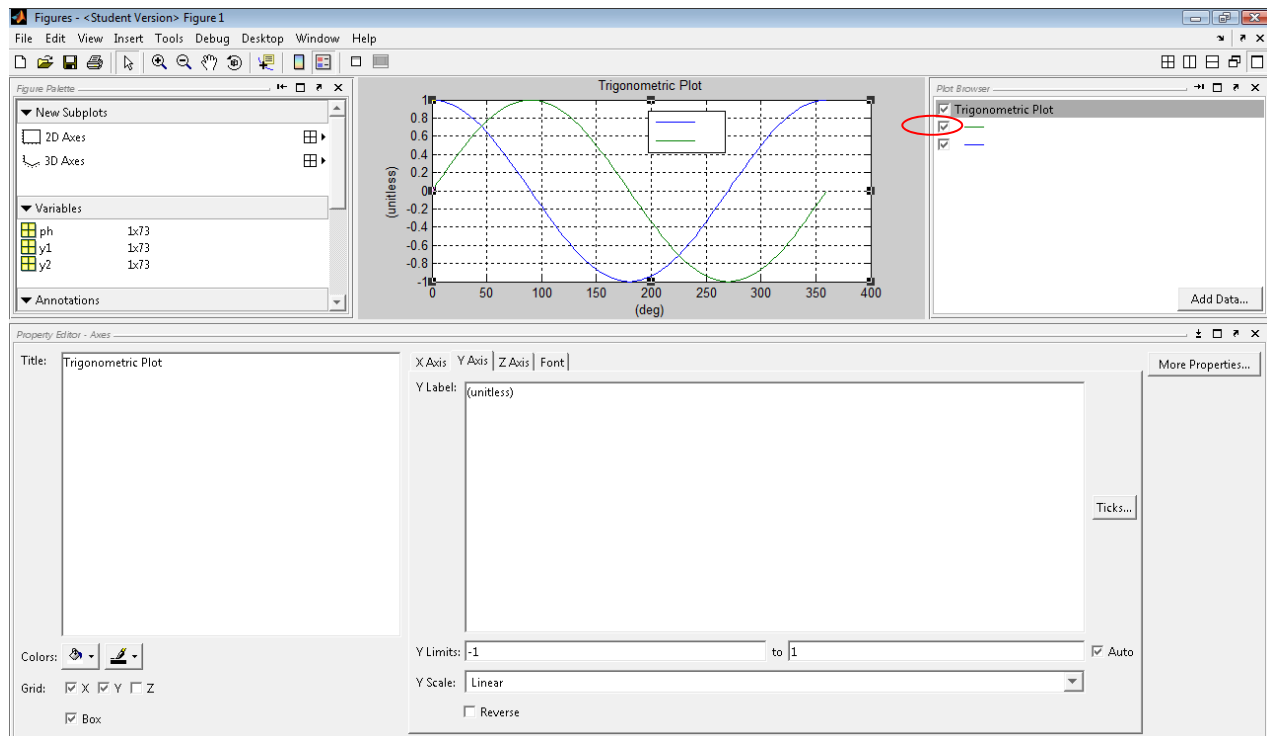 Figures - <Student Version> Figure 1
File Edit View Insert Tools Debug Desktop Window Help
Figure Palette
New Subplots
2D Axes
3D Axes
Variables
ph 1x73
y1 1x73
y2 1x73
Annotations
Trigonometric Plot
1
0.8
0.6
0.4
0.2
0
-0.2
-0.4
-0.6
-0.8
-1
(unitless)
0 50 100 150 200 250 300 350 400
(deg)
Plot Browser
Trigonometric Plot
Add Data...
Property Editor - Axes
Title: Trigonometric Plot
Colors:
Grid: X Y Z
Box
X Axis Y Axis Z Axis Font
Y Label: (unitless)
Ticks...
Y Limits: -1 to 1 Auto
Y Scale: Linear
Reverse
More Properties...